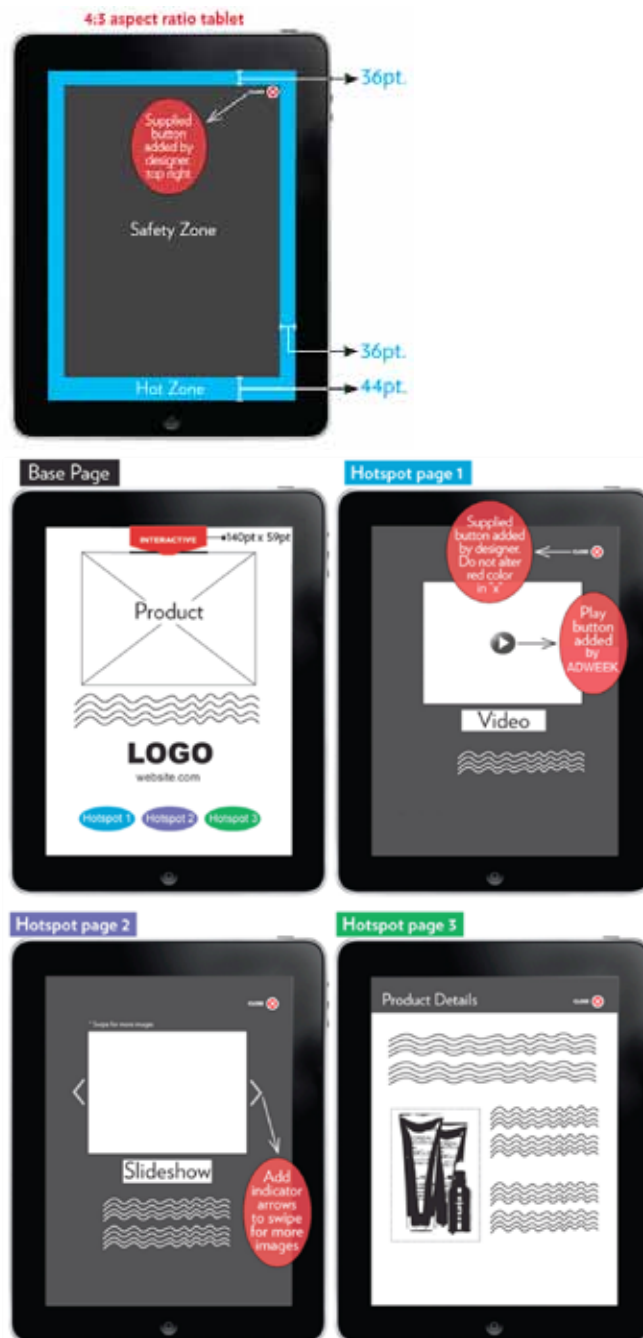 4:3 aspect ratio tablet
36pt.
CLOSE
Supplied
button
added by
designer
top right
Safety Zone
36pt.
Hot Zone
44pt.
Base Page
INTERACTIVE
140pt x 59pt
Product
LOGO
website.com
Hotspot 1
Hotspot 2
Hotspot 3
Hotspot page 1
Supplied
button added
by designer.
Do not alter
red color
in "x"
CLOSE
Play
button
added
by
ADWEEK
Video
Hotspot page 2
CLOSE
* Swipe for more images
Slideshow
Add
indicator
arrows
to swipe
for more
images
Hotspot page 3
Product Details
CLOSE